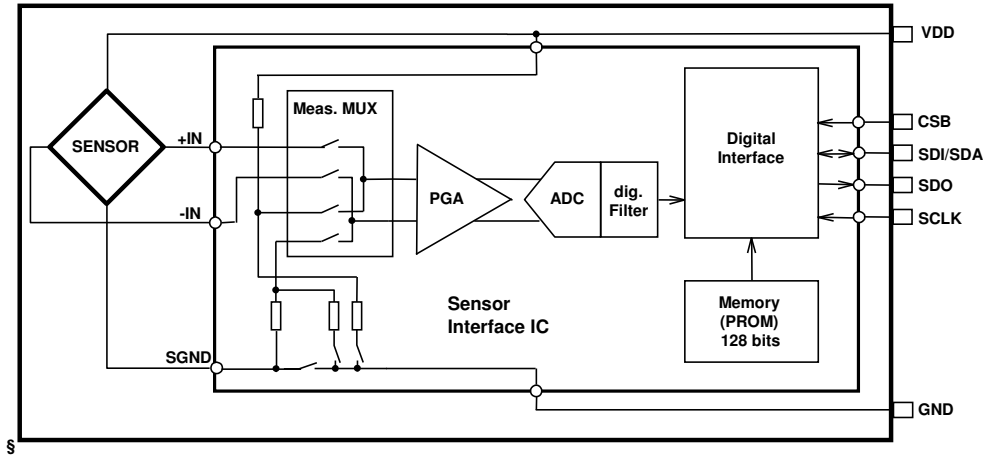 VDD
Meas. MUX
+IN
SENSOR
-IN
PGA
ADC
dig.
Filter
Digital
Interface
CSB
SDI/SDA
SDO
SCLK
Sensor
Interface IC
Memory
(PROM)
128 bits
SGND
GND
§